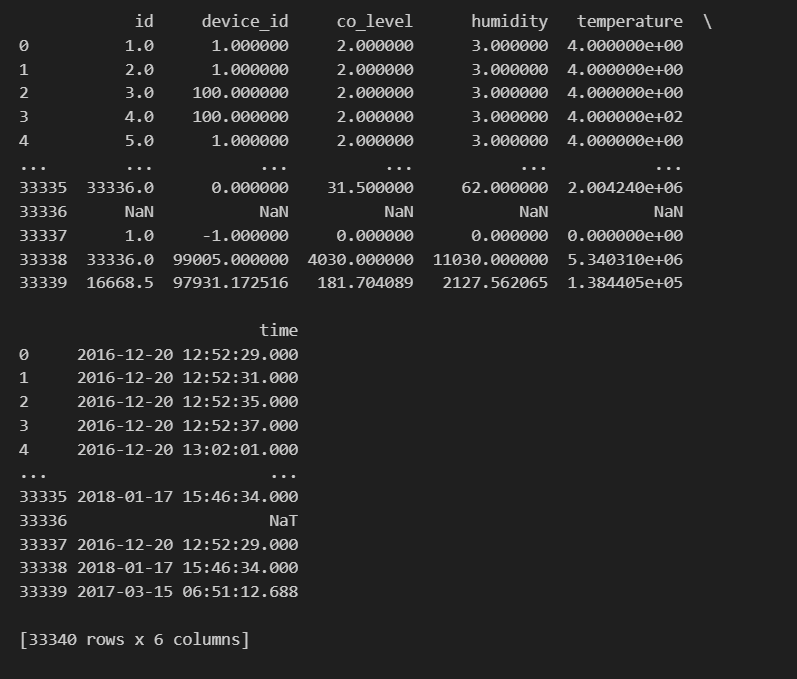 id device_id co_level humidity temperature \
0 1.0 1.000000 2.000000 3.000000 4.000000e+00
1 2.0 1.000000 2.000000 3.000000 4.000000e+00
2 3.0 100.000000 2.000000 3.000000 4.000000e+00
3 4.0 100.000000 2.000000 3.000000 4.000000e+02
4 5.0 1.000000 2.000000 3.000000 4.000000e+00
... ... ... ... ... ...
33335 33336.0 0.000000 31.500000 62.000000 2.004240e+06
33336 NaN NaN NaN NaN NaN
33337 1.0 -1.000000 0.000000 0.000000 0.000000e+00
33338 33336.0 99005.000000 4030.000000 11030.000000 5.340310e+06
33339 16668.5 97931.172516 181.704089 2127.562065 1.384405e+05
time
0 2016-12-20 12:52:29.000
1 2016-12-20 12:52:31.000
2 2016-12-20 12:52:35.000
3 2016-12-20 12:52:37.000
4 2016-12-20 13:02:01.000
... ...
33335 2018-01-17 15:46:34.000
33336 NaT
33337 2016-12-20 12:52:29.000
33338 2018-01-17 15:46:34.000
33339 2017-03-15 06:51:12.688
[33340 rows x 6 columns]